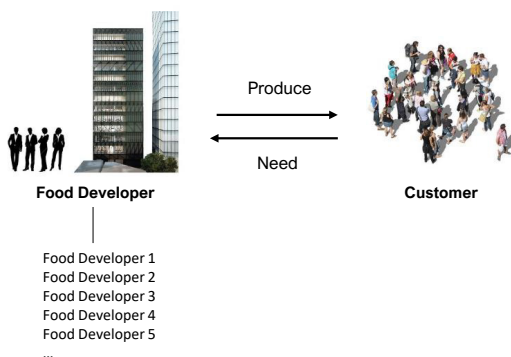 Produce
Need
Food Developer
Customer
Food Developer 1
Food Developer 2
Food Developer 3
Food Developer 4
Food Developer 5
...